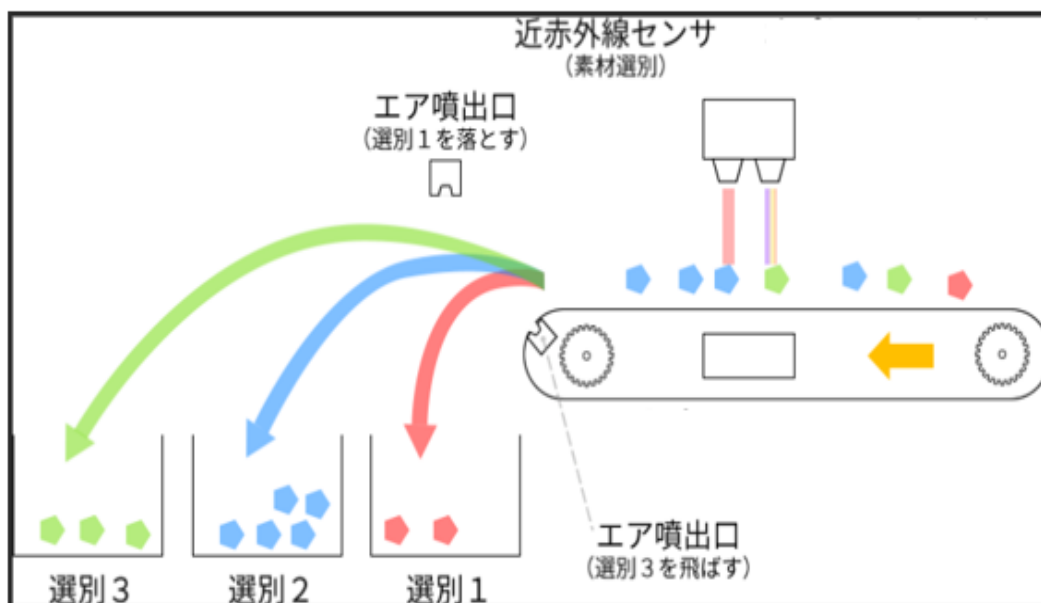 近赤外線センサ
（素材選別）
エア噴出口
（選別１を落とす）
エア噴出口
（選別３を飛ばす）
選別３
選別２
選別１